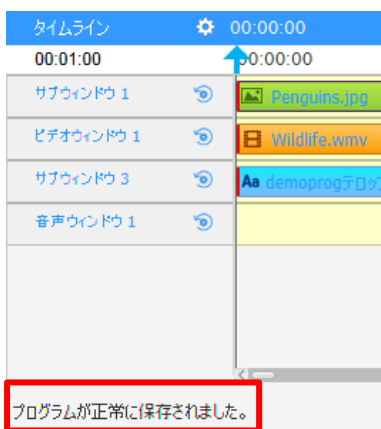 タイムライン 00:00:00
00:01:00 00:00:00
サブウィンドウ 1 Penguins.jpg
ビデオウィンドウ 1 Wildlife.wmv
サブウィンドウ 3 Aa demoprogテロップ
音声ウィンドウ 1
プログラムが正常に保存されました。